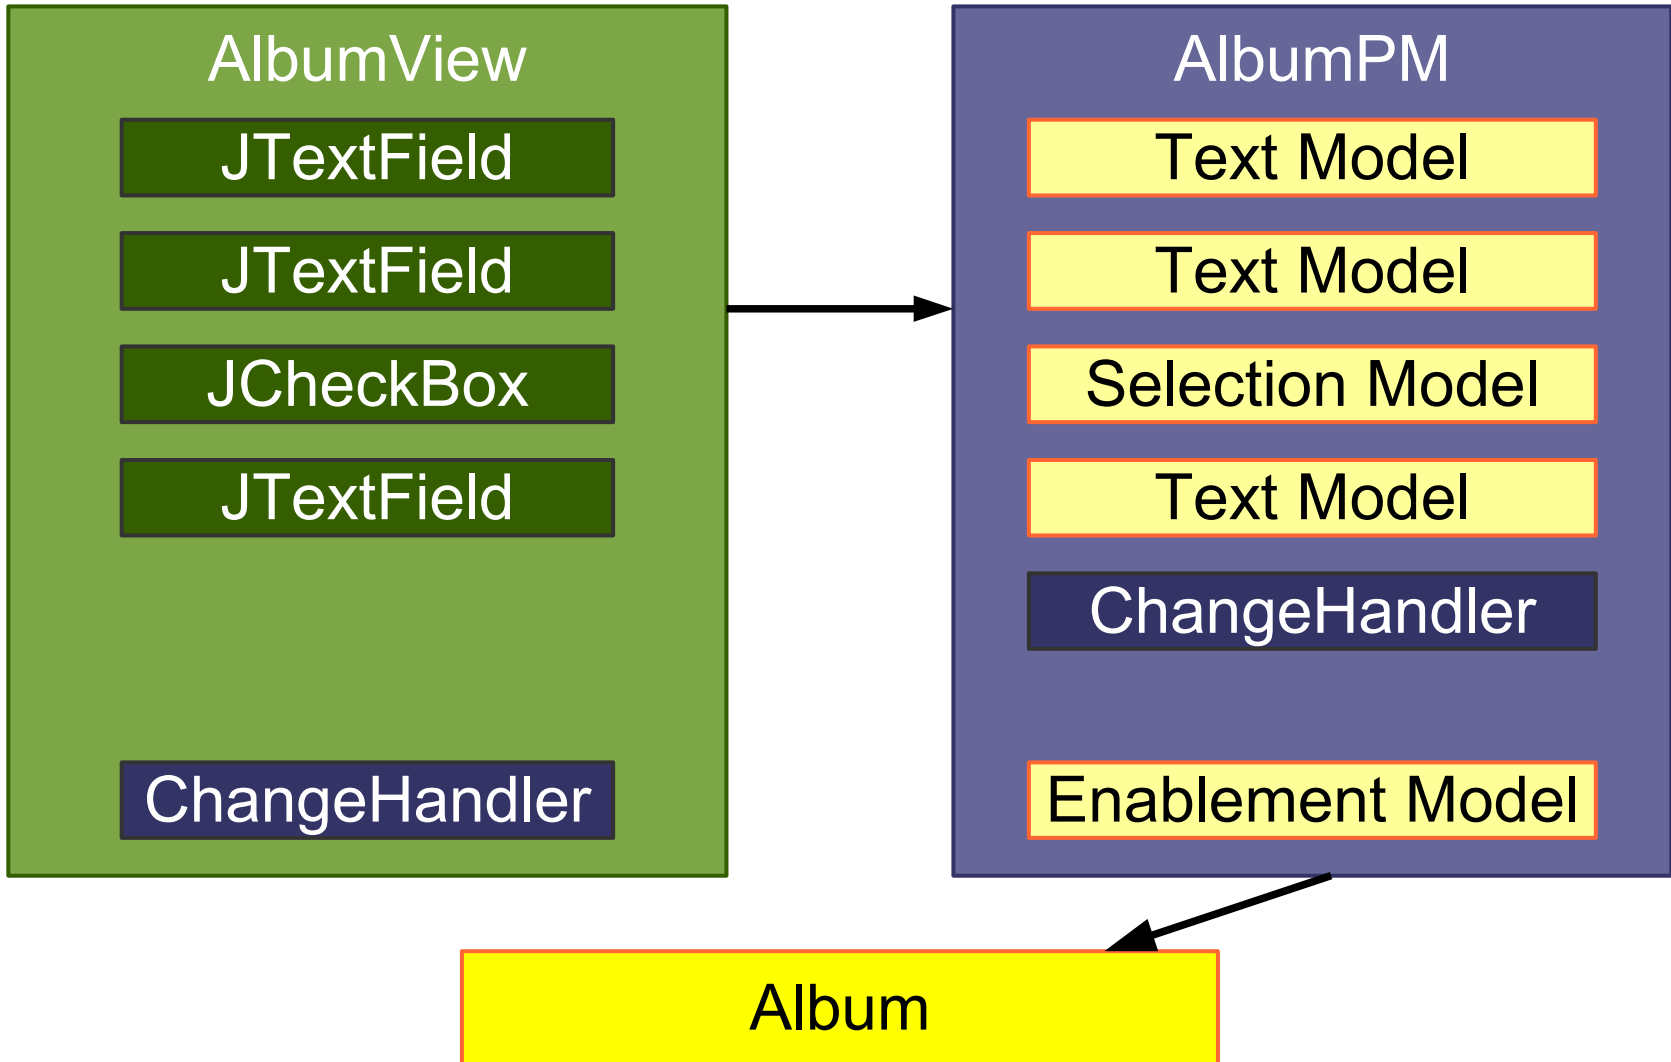 AlbumView
JTextField
JTextField
JCheckBox
JTextField
ChangeHandler
AlbumPM
Text Model
Text Model
Selection Model
Text Model
ChangeHandler
Enablement Model
Album